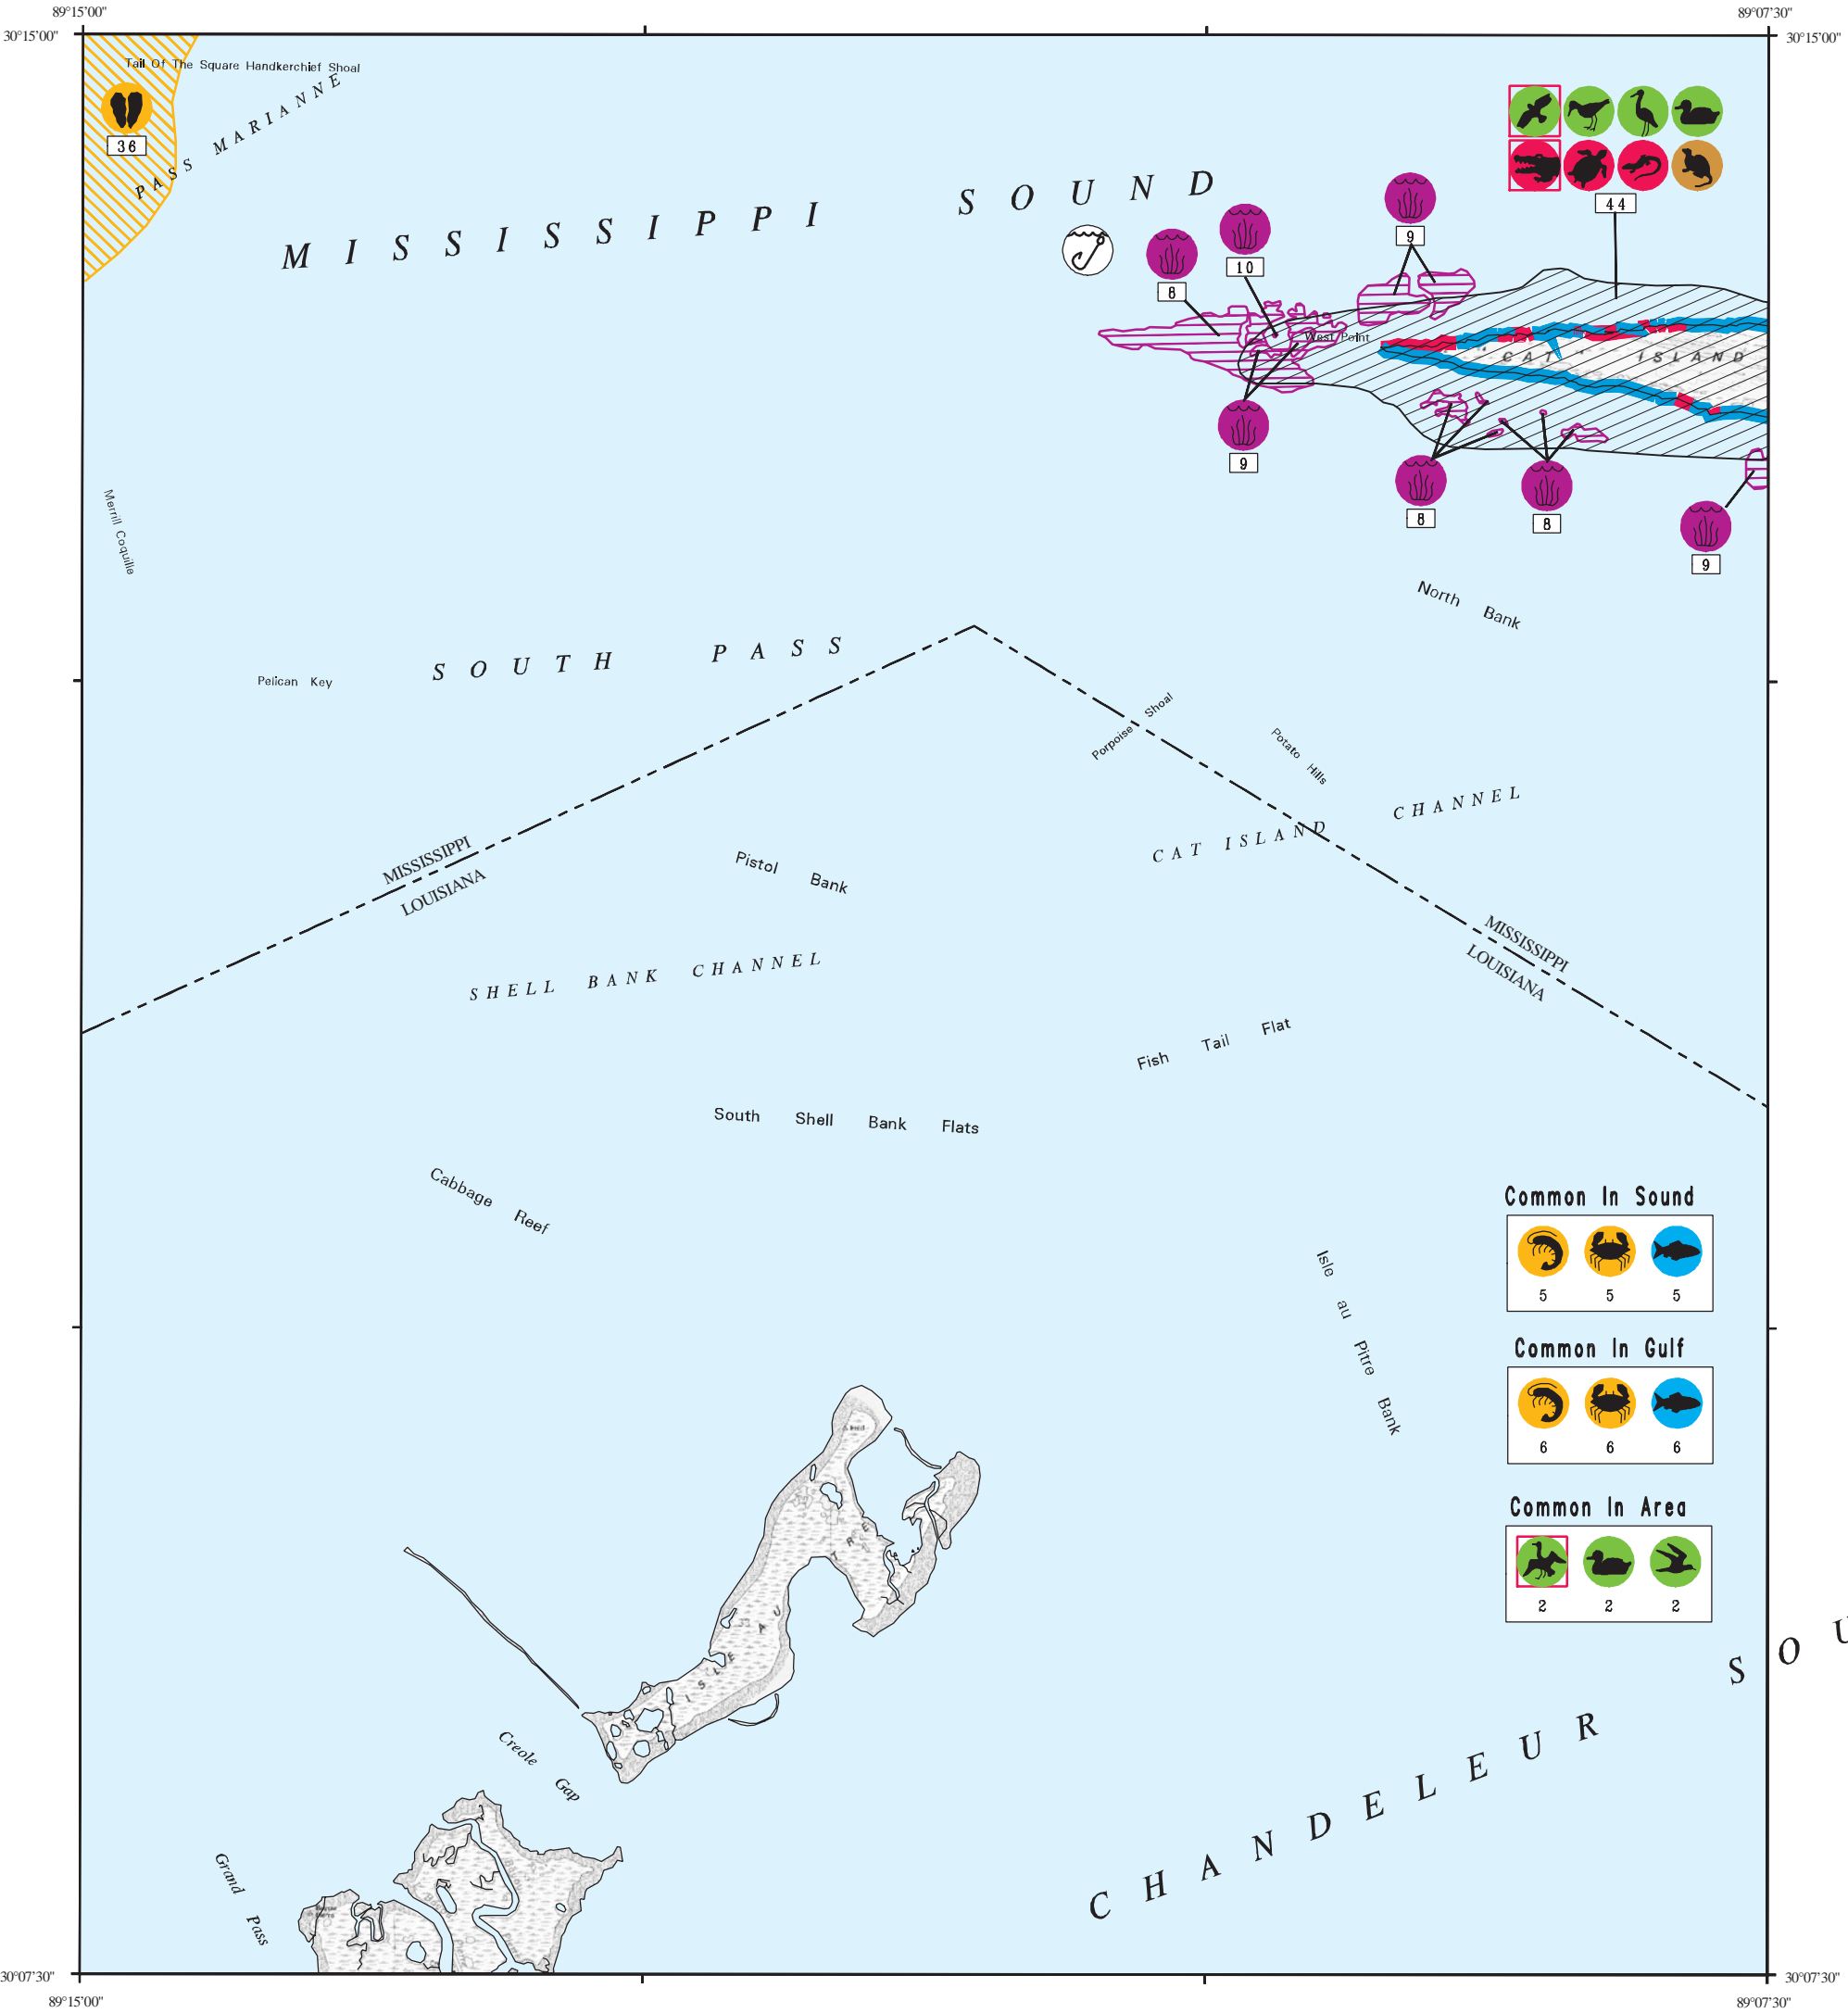 89°15'00"
89°07'30"
30°15'00"
30°15'00"
Tail Of The Square Handkerchief Shoal
PASS MARIANNE
36
MISSISSIPPI SOUND
44
9
10
8
West Point
CAT ISLAND
9
8
8
9
Merrill Coquille
North Bank
SOUTH PASS
Pelican Key
Porpoise Shoal
Potato Hills
CAT ISLAND CHANNEL
MISSISSIPPI
LOUISIANA
Pistol Bank
MISSISSIPPI
LOUISIANA
SHELL BANK CHANNEL
Fish Tail Flat
South Shell Bank Flats
Cabbage Reef
Isle au Pitre Bank
Common In Sound
5 5 5
Common In Gulf
6 6 6
Common In Area
2 2 2
ISLE AU
CHANDELEUR SOU
Creole Gap
Grand Pass
30°07'30"
30°07'30"
89°15'00"
89°07'30"